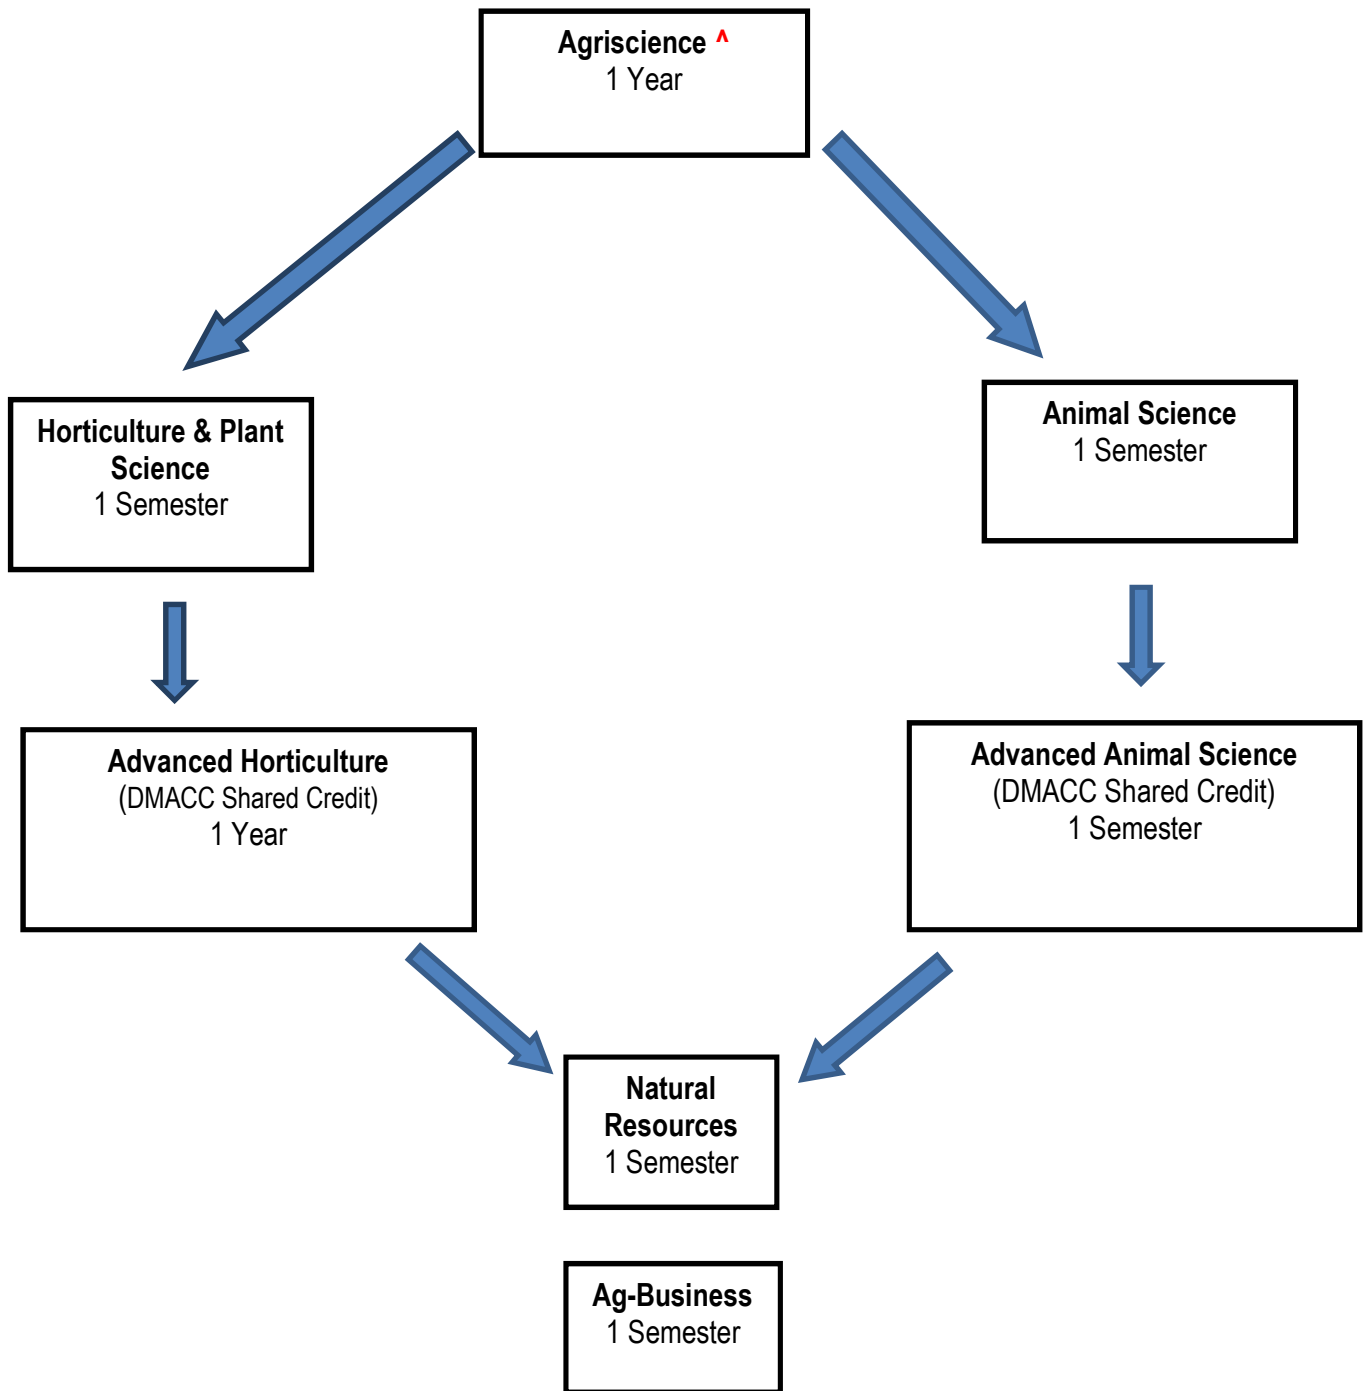 Agriscience ^
1 Year
Horticulture & Plant
Science
1 Semester
Animal Science
1 Semester
Advanced Horticulture
(DMACC Shared Credit)
1 Year
Advanced Animal Science
(DMACC Shared Credit)
1 Semester
Natural
Resources
1 Semester
Ag-Business
1 Semester